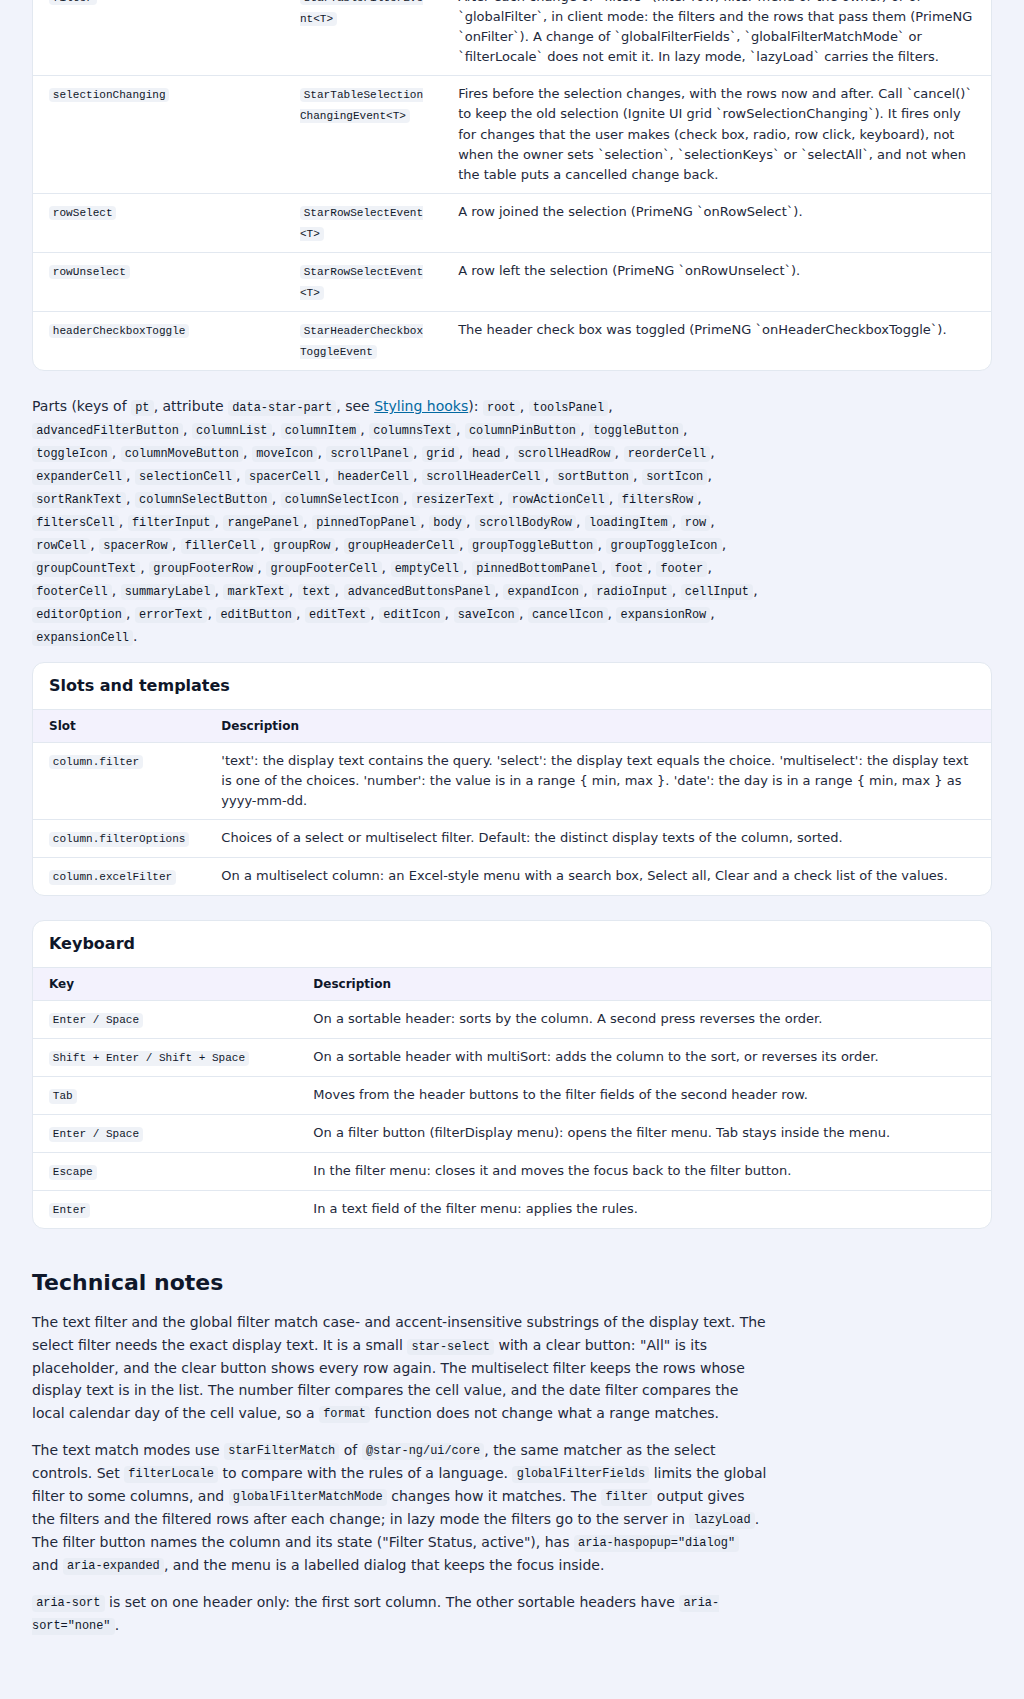 `globalFilter`, in client mode: the filters and the rows that pass them (PrimeNG
nt<T>
`onFilter`). A change of `globalFilterFields`, `globalFilterMatchMode` or
`filterLocale` does not emit it. In lazy mode, `lazyLoad` carries the filters.
selectionChanging
StarTableSelection
ChangingEvent<T>
Fires before the selection changes, with the rows now and after. Call `cancel()`
to keep the old selection (Ignite UI grid `rowSelectionChanging`). It fires only
for changes that the user makes (check box, radio, row click, keyboard), not
when the owner sets `selection`, `selectionKeys` or `selectAll`, and not when
the table puts a cancelled change back.
rowSelect
StarRowSelectEvent
<T>
A row joined the selection (PrimeNG `onRowSelect`).
rowUnselect
StarRowSelectEvent
<T>
A row left the selection (PrimeNG `onRowUnselect`).
headerCheckboxToggle
StarHeaderCheckbox
ToggleEvent
The header check box was toggled (PrimeNG `onHeaderCheckboxToggle`).
Parts (keys of pt, attribute data-star-part, see Styling hooks): root, toolsPanel,
advancedFilterButton, columnList, columnItem, columnsText, columnPinButton, toggleButton,
toggleIcon, columnMoveButton, moveIcon, scrollPanel, grid, head, scrollHeadRow, reorderCell,
expanderCell, selectionCell, spacerCell, headerCell, scrollHeaderCell, sortButton, sortIcon,
sortRankText, columnSelectButton, columnSelectIcon, resizerText, rowActionCell, filtersRow,
filtersCell, filterInput, rangePanel, pinnedTopPanel, body, scrollBodyRow, loadingItem, row,
rowCell, spacerRow, fillerCell, groupRow, groupHeaderCell, groupToggleButton, groupToggleIcon,
groupCountText, groupFooterRow, groupFooterCell, emptyCell, pinnedBottomPanel, foot, footer,
footerCell, summaryLabel, markText, text, advancedButtonsPanel, expandIcon, radioInput, cellInput,
editorOption, errorText, editButton, editText, editIcon, saveIcon, cancelIcon, expansionRow,
expansionCell.
Slots and templates
Slot Description
column.filter
'text': the display text contains the query. 'select': the display text equals the choice. 'multiselect': the display text
is one of the choices. 'number': the value is in a range { min, max }. 'date': the day is in a range { min, max } as
yyyy-mm-dd.
column.filterOptions Choices of a select or multiselect filter. Default: the distinct display texts of the column, sorted.
column.excelFilter On a multiselect column: an Excel-style menu with a search box, Select all, Clear and a check list of the values.
Keyboard
Key Description
Enter / Space On a sortable header: sorts by the column. A second press reverses the order.
Shift + Enter / Shift + Space On a sortable header with multiSort: adds the column to the sort, or reverses its order.
Tab Moves from the header buttons to the filter fields of the second header row.
Enter / Space On a filter button (filterDisplay menu): opens the filter menu. Tab stays inside the menu.
Escape In the filter menu: closes it and moves the focus back to the filter button.
Enter In a text field of the filter menu: applies the rules.
Technical notes
The text filter and the global filter match case- and accent-insensitive substrings of the display text. The
select filter needs the exact display text. It is a small star-select with a clear button: "All" is its
placeholder, and the clear button shows every row again. The multiselect filter keeps the rows whose
display text is in the list. The number filter compares the cell value, and the date filter compares the
local calendar day of the cell value, so a format function does not change what a range matches.
The text match modes use starFilterMatch of @star-ng/ui/core, the same matcher as the select
controls. Set filterLocale to compare with the rules of a language. globalFilterFields limits the global
filter to some columns, and globalFilterMatchMode changes how it matches. The filter output gives
the filters and the filtered rows after each change; in lazy mode the filters go to the server in lazyLoad.
The filter button names the column and its state ("Filter Status, active"), has aria-haspopup="dialog"
and aria-expanded, and the menu is a labelled dialog that keeps the focus inside.
aria-sort is set on one header only: the first sort column. The other sortable headers have aria-
sort="none".